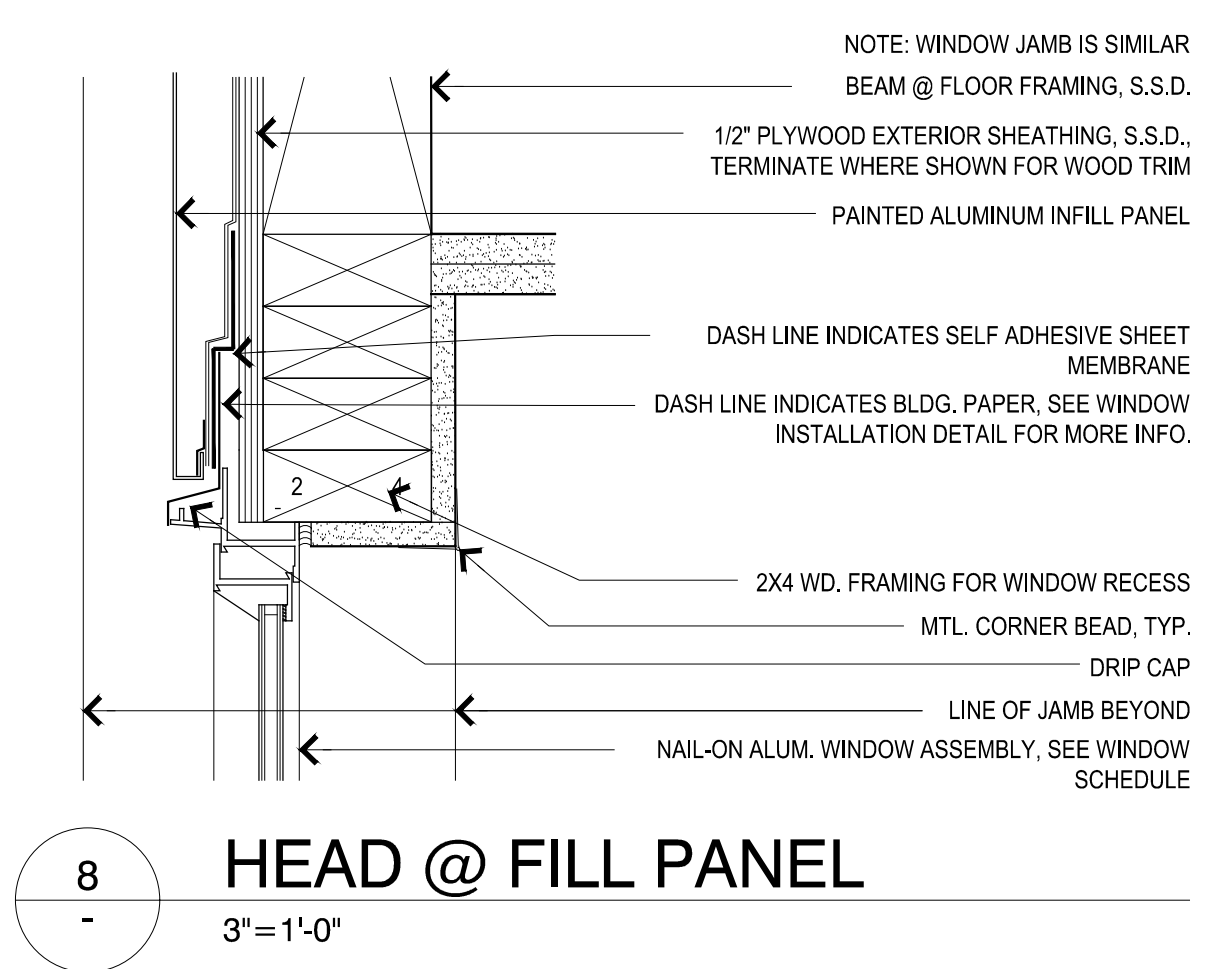 NOTE: WINDOW JAMB IS SIMILAR
BEAM @ FLOOR FRAMING, S.S.D.
1/2" PLYWOOD EXTERIOR SHEATHING, S.S.D.,
TERMINATE WHERE SHOWN FOR WOOD TRIM
PAINTED ALUMINUM INFILL PANEL
DASH LINE INDICATES SELF ADHESIVE SHEET
MEMBRANE
DASH LINE INDICATES BLDG. PAPER, SEE WINDOW
INSTALLATION DETAIL FOR MORE INFO.
2 4
-
2X4 WD. FRAMING FOR WINDOW RECESS
MTL. CORNER BEAD, TYP.
DRIP CAP
LINE OF JAMB BEYOND
NAIL-ON ALUM. WINDOW ASSEMBLY, SEE WINDOW
SCHEDULE
8
-
HEAD @ FILL PANEL
3"=1'-0"